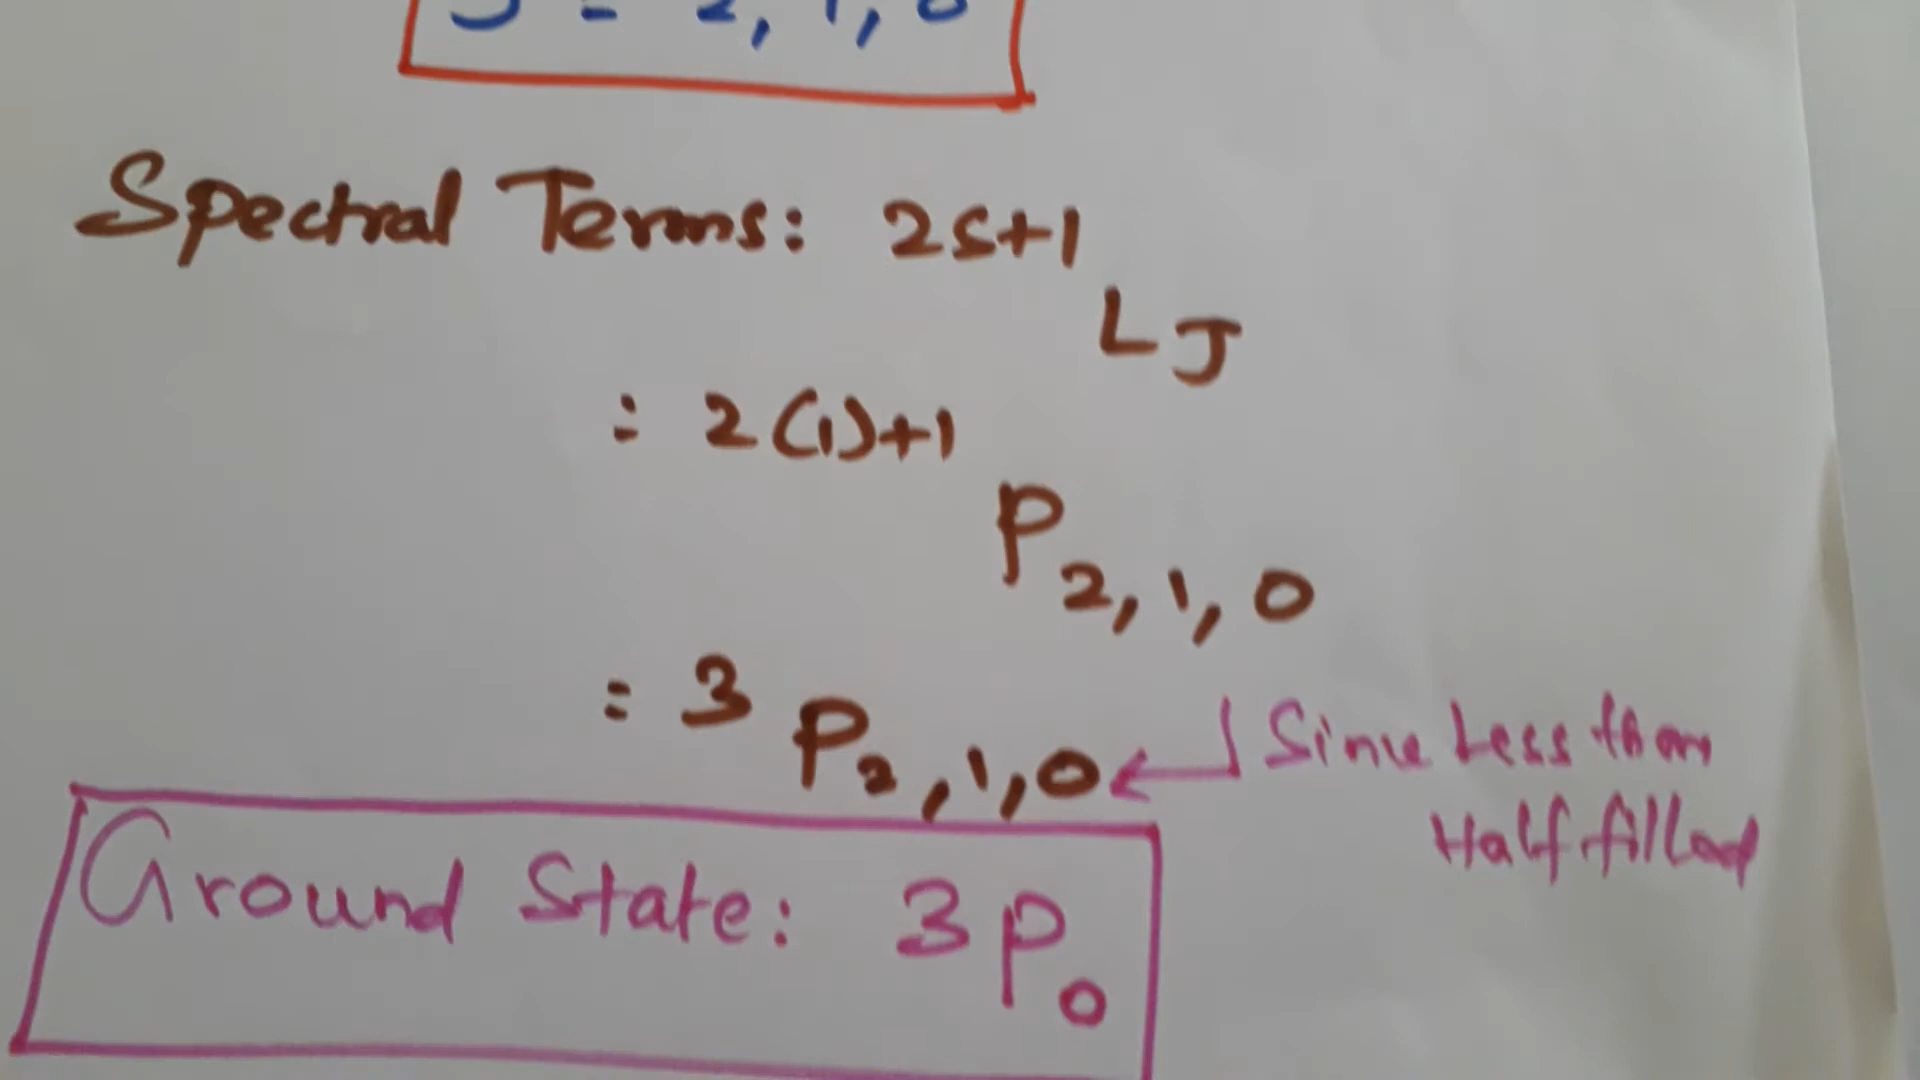 J = 2, 1, 0
Spectral Terms: 2S+1
L J
= 2(1)+1
P 2, 1, 0
= 3 P 2, 1, 0 Since Less than
Half filled
Ground State: 3 P 0